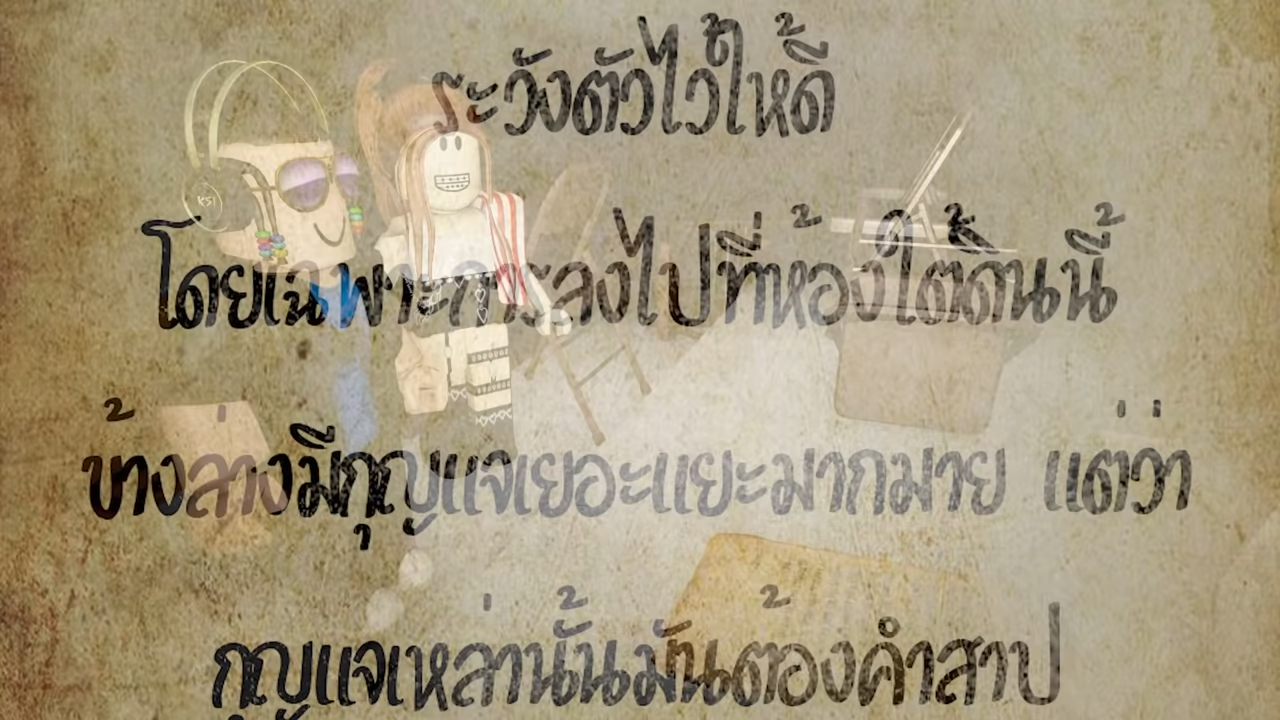 ระวังตัวไว้ให้ดี
โดยเฉพาะการลงไปที่ห้องใต้ดินนี้
ข้างล่างมีกุญแจเยอะแยะมากมาย แต่ว่า
กุญแจเหล่านั้นมันต้องคำสาป
KSI